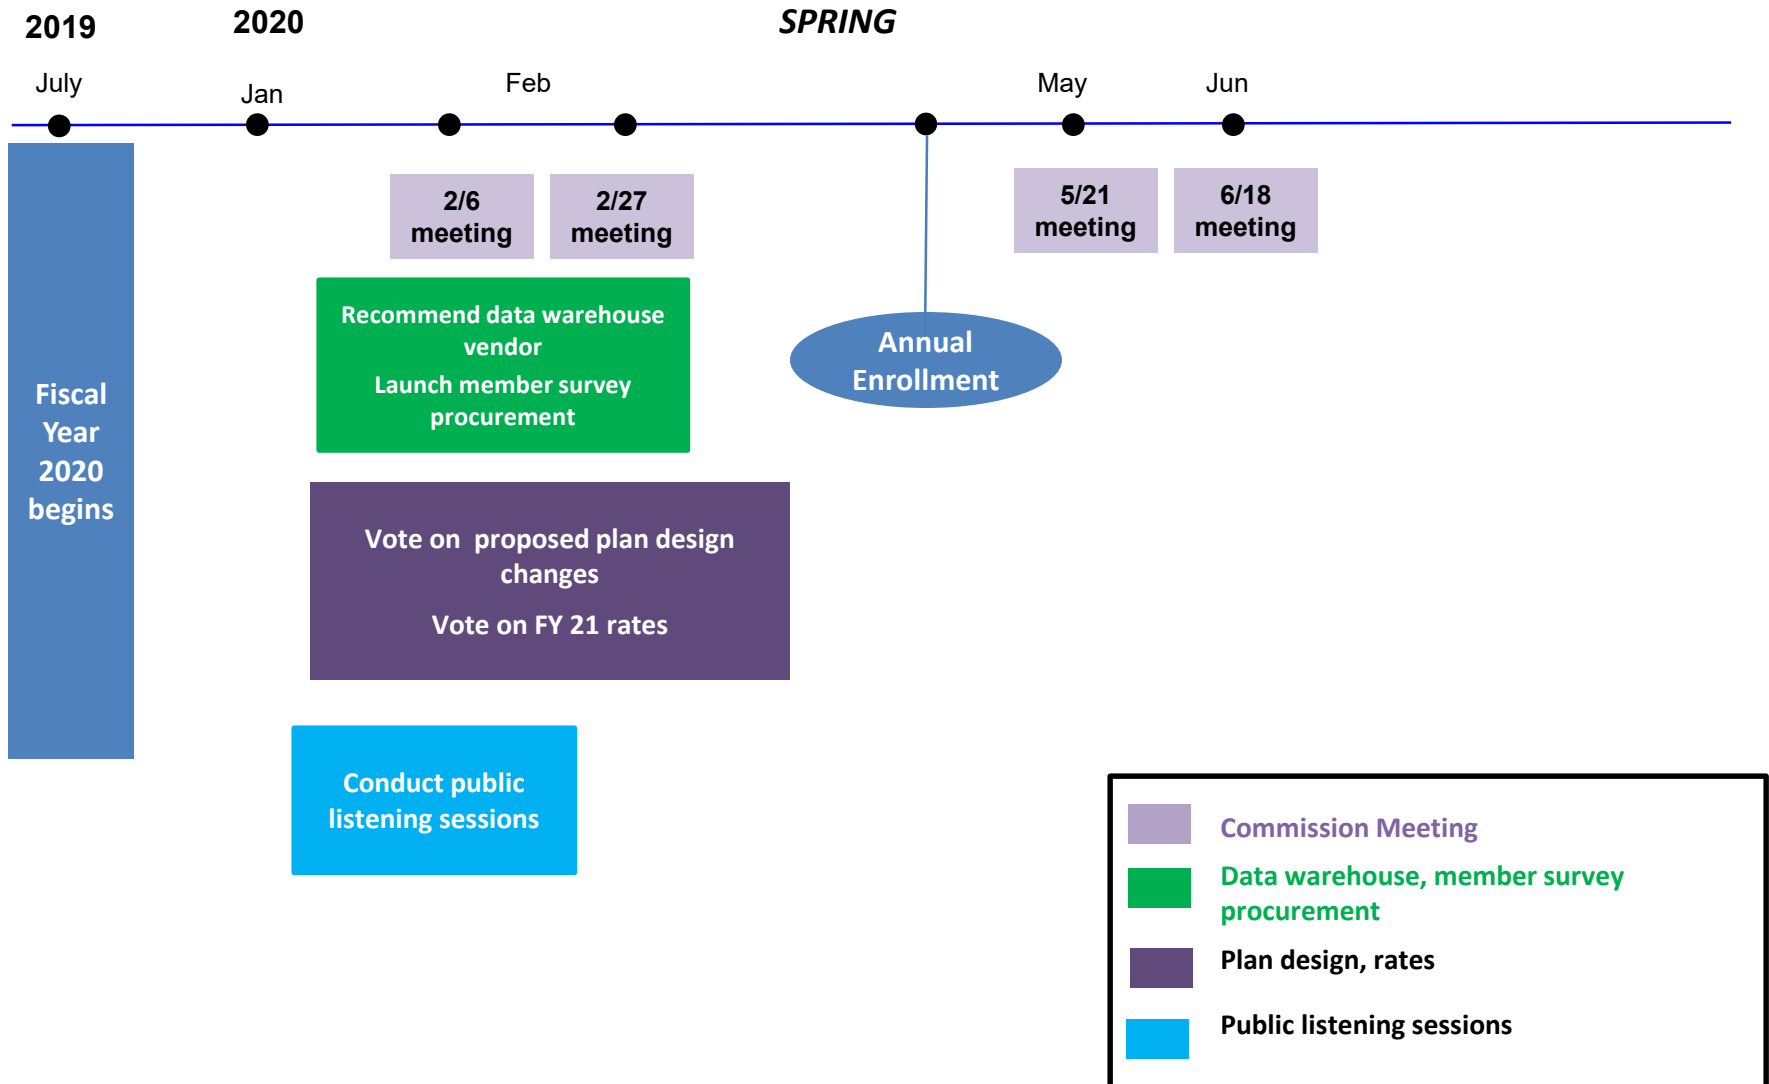 2019
2020
SPRING
July
Jan
Feb
May
Jun
2/6
meeting
2/27
meeting
5/21
meeting
6/18
meeting
Recommend data warehouse
vendor
Launch member survey
procurement
Annual
Enrollment
Fiscal
Year
2020
begins
Vote on proposed plan design
changes
Vote on FY 21 rates
Conduct public
listening sessions
Commission Meeting
Data warehouse, member survey
procurement
Plan design, rates
Public listening sessions